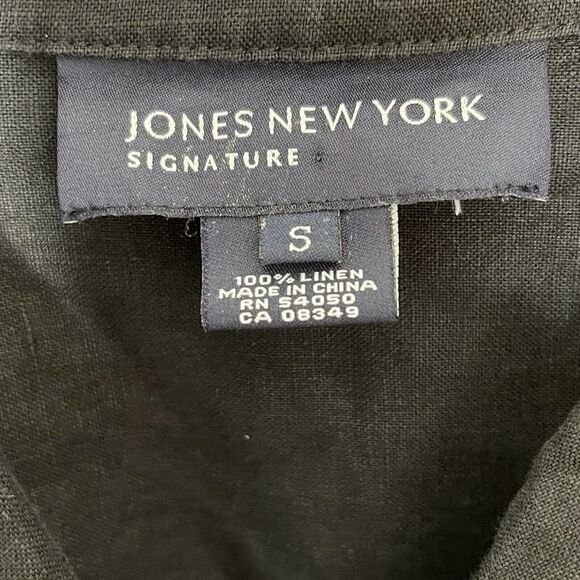 JONES NEW YORK
SIGNATURE
S
100% LINEN
MADE IN CHINA
RN 54050
CA 08349